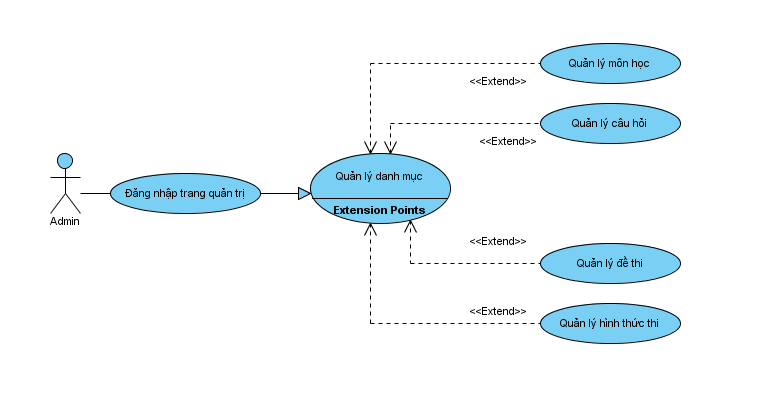 Quản lý môn học
<<Extend>>
Quản lý câu hỏi
<<Extend>>
Quản lý danh mục
Đăng nhập trang quản trị
Extension Points
Admin
<<Extend>>
Quản lý đề thi
<<Extend>>
Quản lý hình thức thi